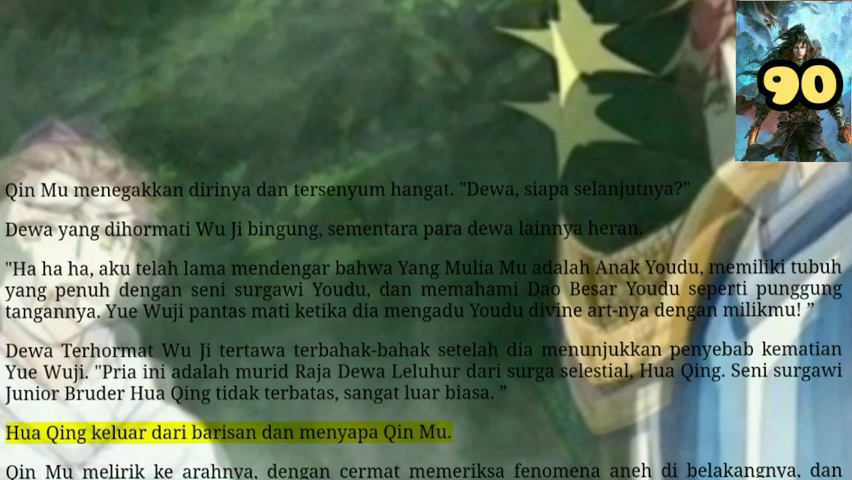 90
Qin Mu menegakkan dirinya dan tersenyum hangat. "Dewa, siapa selanjutnya?"
Dewa yang dihormati Wu Ji bingung, sementara para dewa lainnya heran.
"Ha ha ha, aku telah lama mendengar bahwa Yang Mulia Mu adalah Anak Youdu, memiliki tubuh
yang penuh dengan seni surgawi Youdu, dan memahami Dao Besar Youdu seperti punggung
tangannya. Yue Wuji pantas mati ketika dia mengadu Youdu divine art-nya dengan milikmu! ”
Dewa Terhormat Wu Ji tertawa terbahak-bahak setelah dia menunjukkan penyebab kematian
Yue Wuji. "Pria ini adalah murid Raja Dewa Leluhur dari surga selestial, Hua Qing. Seni surgawi
Junior Bruder Hua Qing tidak terbatas, sangat luar biasa. ”
Hua Qing keluar dari barisan dan menyapa Qin Mu.
Qin Mu melirik ke arahnya, dengan cermat memeriksa fenomena aneh di belakangnya, dan